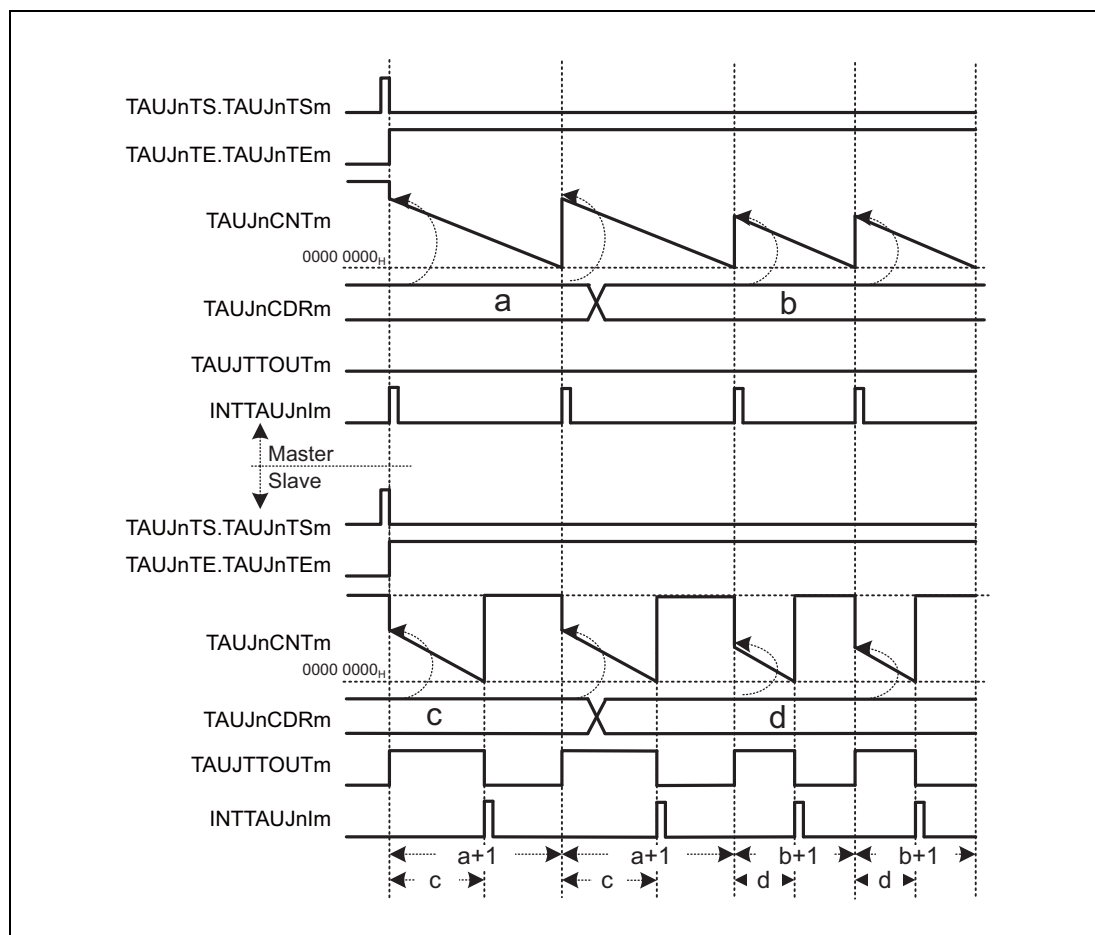 TAUJnTS.TAUJnTSm
TAUJnTE.TAUJnTEm
TAUJnCNTm
0000 0000H
TAUJnCDRm
a
b
TAUJTTOUTm
INTTAUJnIm
Master
Slave
TAUJnTS.TAUJnTSm
TAUJnTE.TAUJnTEm
TAUJnCNTm
0000 0000H
TAUJnCDRm
c
d
TAUJTTOUTm
INTTAUJnIm
a+1 a+1 b+1 b+1
c c d d